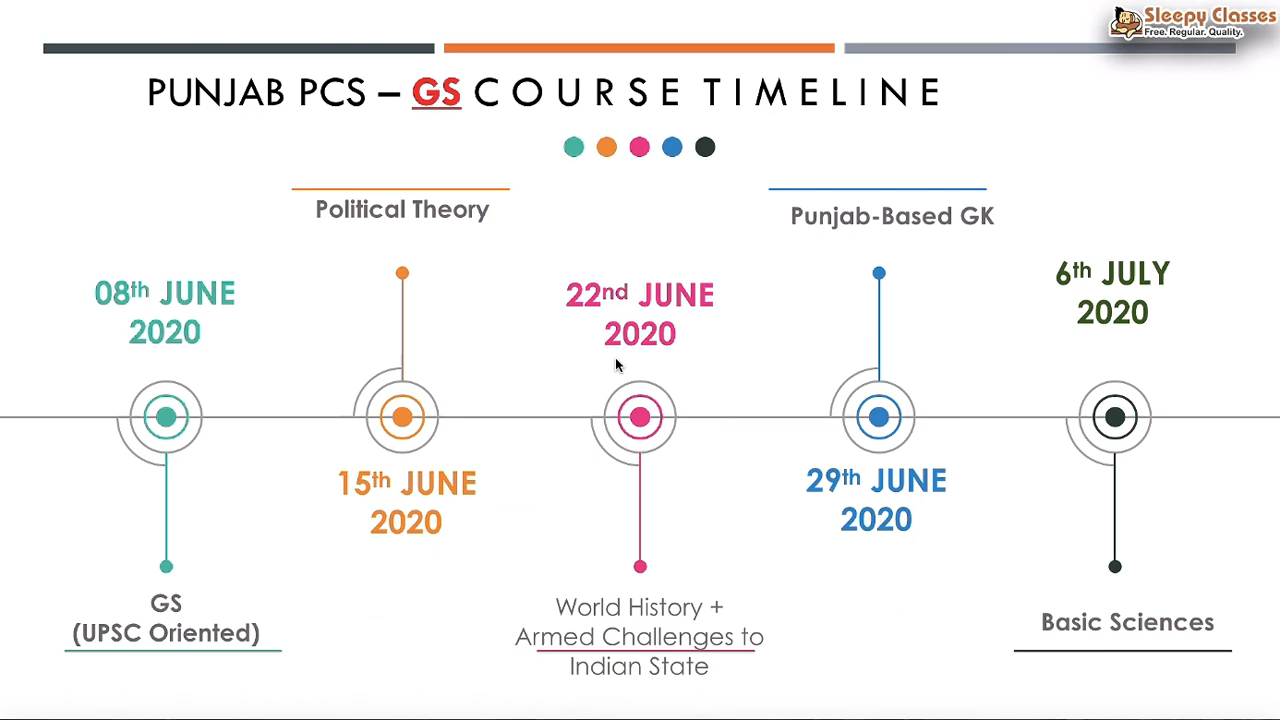 Sleepy Classes
Free. Regular. Quality.
PUNJAB PCS – GS COURSE TIMELINE
Political Theory
Punjab-Based GK
08th JUNE
2020
22nd JUNE
2020
6th JULY
2020
15th JUNE
2020
29th JUNE
2020
GS
(UPSC Oriented)
World History +
Armed Challenges to
Indian State
Basic Sciences